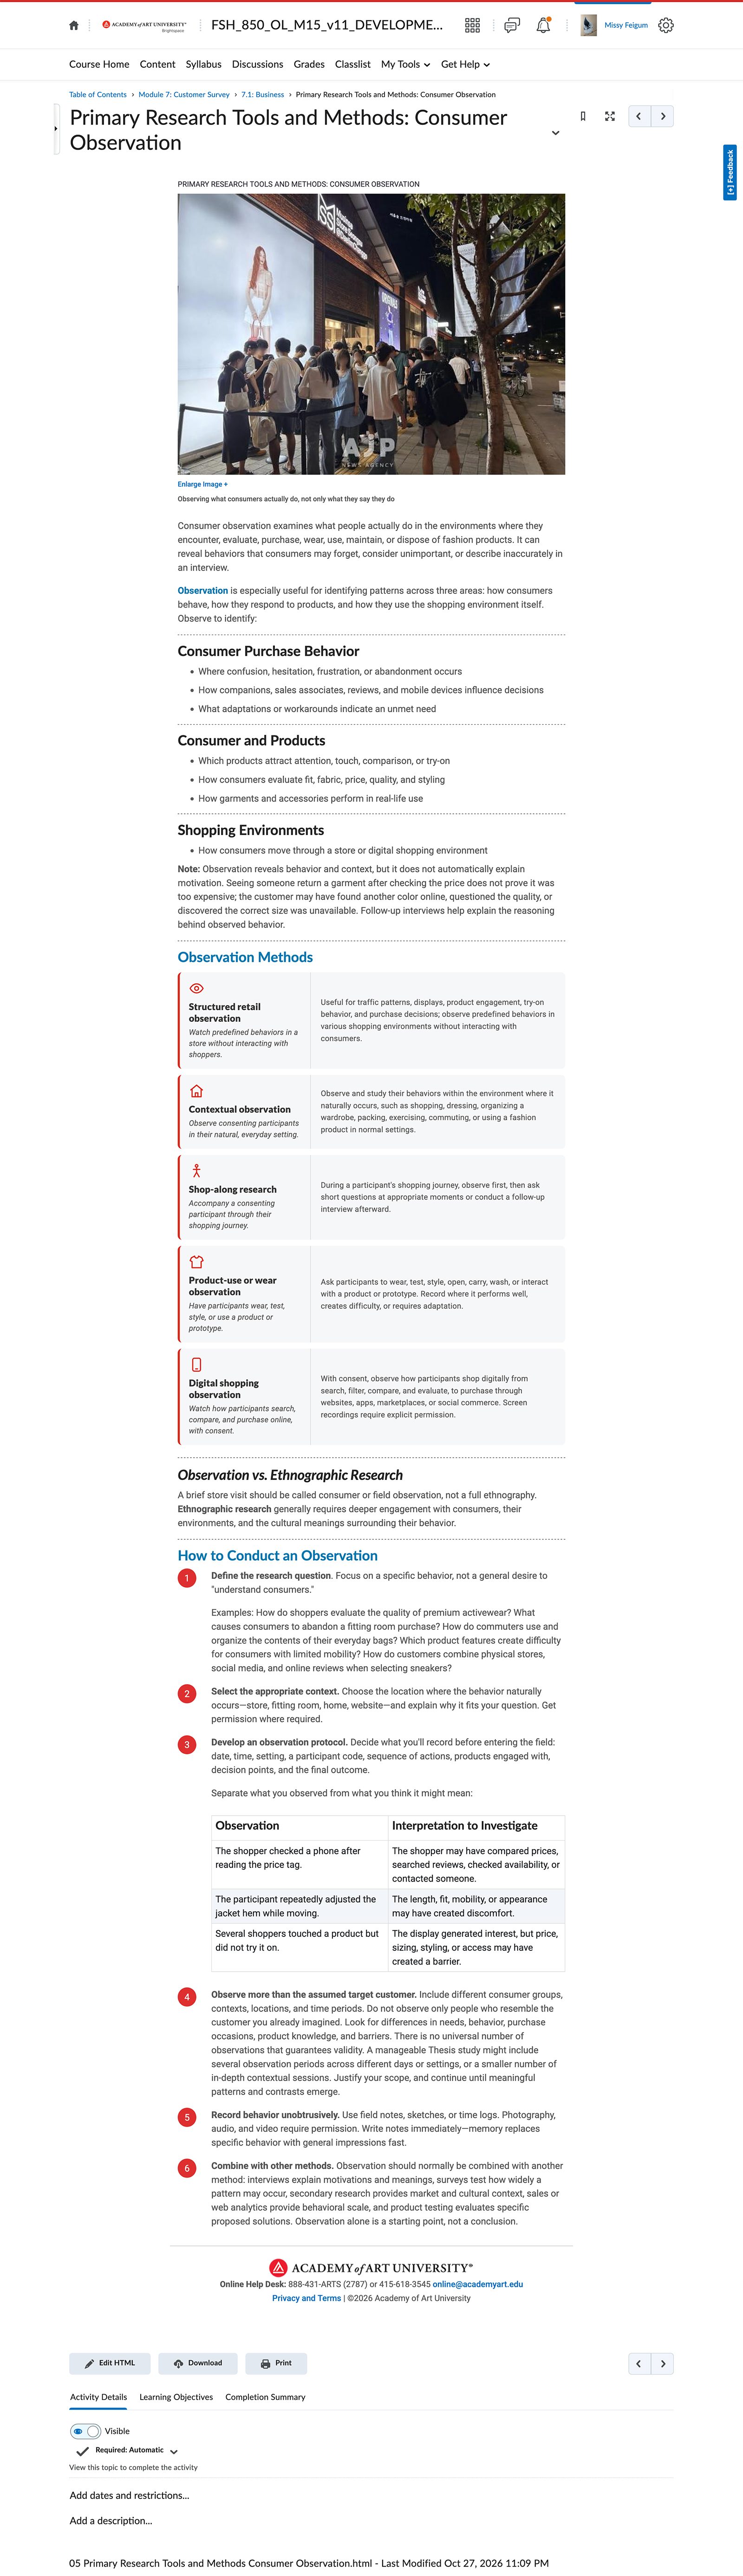 ACADEMY of ART UNIVERSITY®
Brightspace
FSH_850_OL_M15_v11_DEVELOPME...
Missy Feigum
Course Home
Content
Syllabus
Discussions
Grades
Classlist
My Tools
Get Help
Table of Contents › Module 7: Customer Survey › 7.1: Business › Primary Research Tools and Methods: Consumer Observation
Primary Research Tools and Methods: Consumer
Observation
[+] Feedback
PRIMARY RESEARCH TOOLS AND METHODS: CONSUMER OBSERVATION
AJP
NEWS AGENCY
Enlarge Image +
Observing what consumers actually do, not only what they say they do
Consumer observation examines what people actually do in the environments where they
encounter, evaluate, purchase, wear, use, maintain, or dispose of fashion products. It can
reveal behaviors that consumers may forget, consider unimportant, or describe inaccurately in
an interview.
Observation is especially useful for identifying patterns across three areas: how consumers
behave, how they respond to products, and how they use the shopping environment itself.
Observe to identify:
Consumer Purchase Behavior
• Where confusion, hesitation, frustration, or abandonment occurs
• How companions, sales associates, reviews, and mobile devices influence decisions
• What adaptations or workarounds indicate an unmet need
Consumer and Products
• Which products attract attention, touch, comparison, or try-on
• How consumers evaluate fit, fabric, price, quality, and styling
• How garments and accessories perform in real-life use
Shopping Environments
• How consumers move through a store or digital shopping environment
Note: Observation reveals behavior and context, but it does not automatically explain
motivation. Seeing someone return a garment after checking the price does not prove it was
too expensive; the customer may have found another color online, questioned the quality, or
discovered the correct size was unavailable. Follow-up interviews help explain the reasoning
behind observed behavior.
Observation Methods
Structured retail
observation
Watch predefined behaviors in a
store without interacting with
shoppers.
Useful for traffic patterns, displays, product engagement, try-on
behavior, and purchase decisions; observe predefined behaviors in
various shopping environments without interacting with
consumers.
Contextual observation
Observe consenting participants
in their natural, everyday setting.
Observe and study their behaviors within the environment where it
naturally occurs, such as shopping, dressing, organizing a
wardrobe, packing, exercising, commuting, or using a fashion
product in normal settings.
Shop-along research
Accompany a consenting
participant through their
shopping journey.
During a participant's shopping journey, observe first, then ask
short questions at appropriate moments or conduct a follow-up
interview afterward.
Product-use or wear
observation
Have participants wear, test,
style, or use a product or
prototype.
Ask participants to wear, test, style, open, carry, wash, or interact
with a product or prototype. Record where it performs well,
creates difficulty, or requires adaptation.
Digital shopping
observation
Watch how participants search,
compare, and purchase online,
with consent.
With consent, observe how participants shop digitally from
search, filter, compare, and evaluate, to purchase through
websites, apps, marketplaces, or social commerce. Screen
recordings require explicit permission.
Observation vs. Ethnographic Research
A brief store visit should be called consumer or field observation, not a full ethnography.
Ethnographic research generally requires deeper engagement with consumers, their
environments, and the cultural meanings surrounding their behavior.
How to Conduct an Observation
1 Define the research question. Focus on a specific behavior, not a general desire to
"understand consumers."
Examples: How do shoppers evaluate the quality of premium activewear? What
causes consumers to abandon a fitting room purchase? How do commuters use and
organize the contents of their everyday bags? Which product features create difficulty
for consumers with limited mobility? How do customers combine physical stores,
social media, and online reviews when selecting sneakers?
2 Select the appropriate context. Choose the location where the behavior naturally
occurs—store, fitting room, home, website—and explain why it fits your question. Get
permission where required.
3 Develop an observation protocol. Decide what you'll record before entering the field:
date, time, setting, a participant code, sequence of actions, products engaged with,
decision points, and the final outcome.
Separate what you observed from what you think it might mean:
Observation
Interpretation to Investigate
The shopper checked a phone after
reading the price tag.
The shopper may have compared prices,
searched reviews, checked availability, or
contacted someone.
The participant repeatedly adjusted the
jacket hem while moving.
The length, fit, mobility, or appearance
may have created discomfort.
Several shoppers touched a product but
did not try it on.
The display generated interest, but price,
sizing, styling, or access may have
created a barrier.
4 Observe more than the assumed target customer. Include different consumer groups,
contexts, locations, and time periods. Do not observe only people who resemble the
customer you already imagined. Look for differences in needs, behavior, purchase
occasions, product knowledge, and barriers. There is no universal number of
observations that guarantees validity. A manageable Thesis study might include
several observation periods across different days or settings, or a smaller number of
in-depth contextual sessions. Justify your scope, and continue until meaningful
patterns and contrasts emerge.
5 Record behavior unobtrusively. Use field notes, sketches, or time logs. Photography,
audio, and video require permission. Write notes immediately—memory replaces
specific behavior with general impressions fast.
6 Combine with other methods. Observation should normally be combined with another
method: interviews explain motivations and meanings, surveys test how widely a
pattern may occur, secondary research provides market and cultural context, sales or
web analytics provide behavioral scale, and product testing evaluates specific
proposed solutions. Observation alone is a starting point, not a conclusion.
ACADEMY of ART UNIVERSITY®
Online Help Desk: 888-431-ARTS (2787) or 415-618-3545 online@academyart.edu
Privacy and Terms | ©2026 Academy of Art University
Edit HTML
Download
Print
Activity Details
Learning Objectives
Completion Summary
Visible
Required: Automatic
View this topic to complete the activity
Add dates and restrictions...
Add a description...
05 Primary Research Tools and Methods Consumer Observation.html - Last Modified Oct 27, 2026 11:09 PM